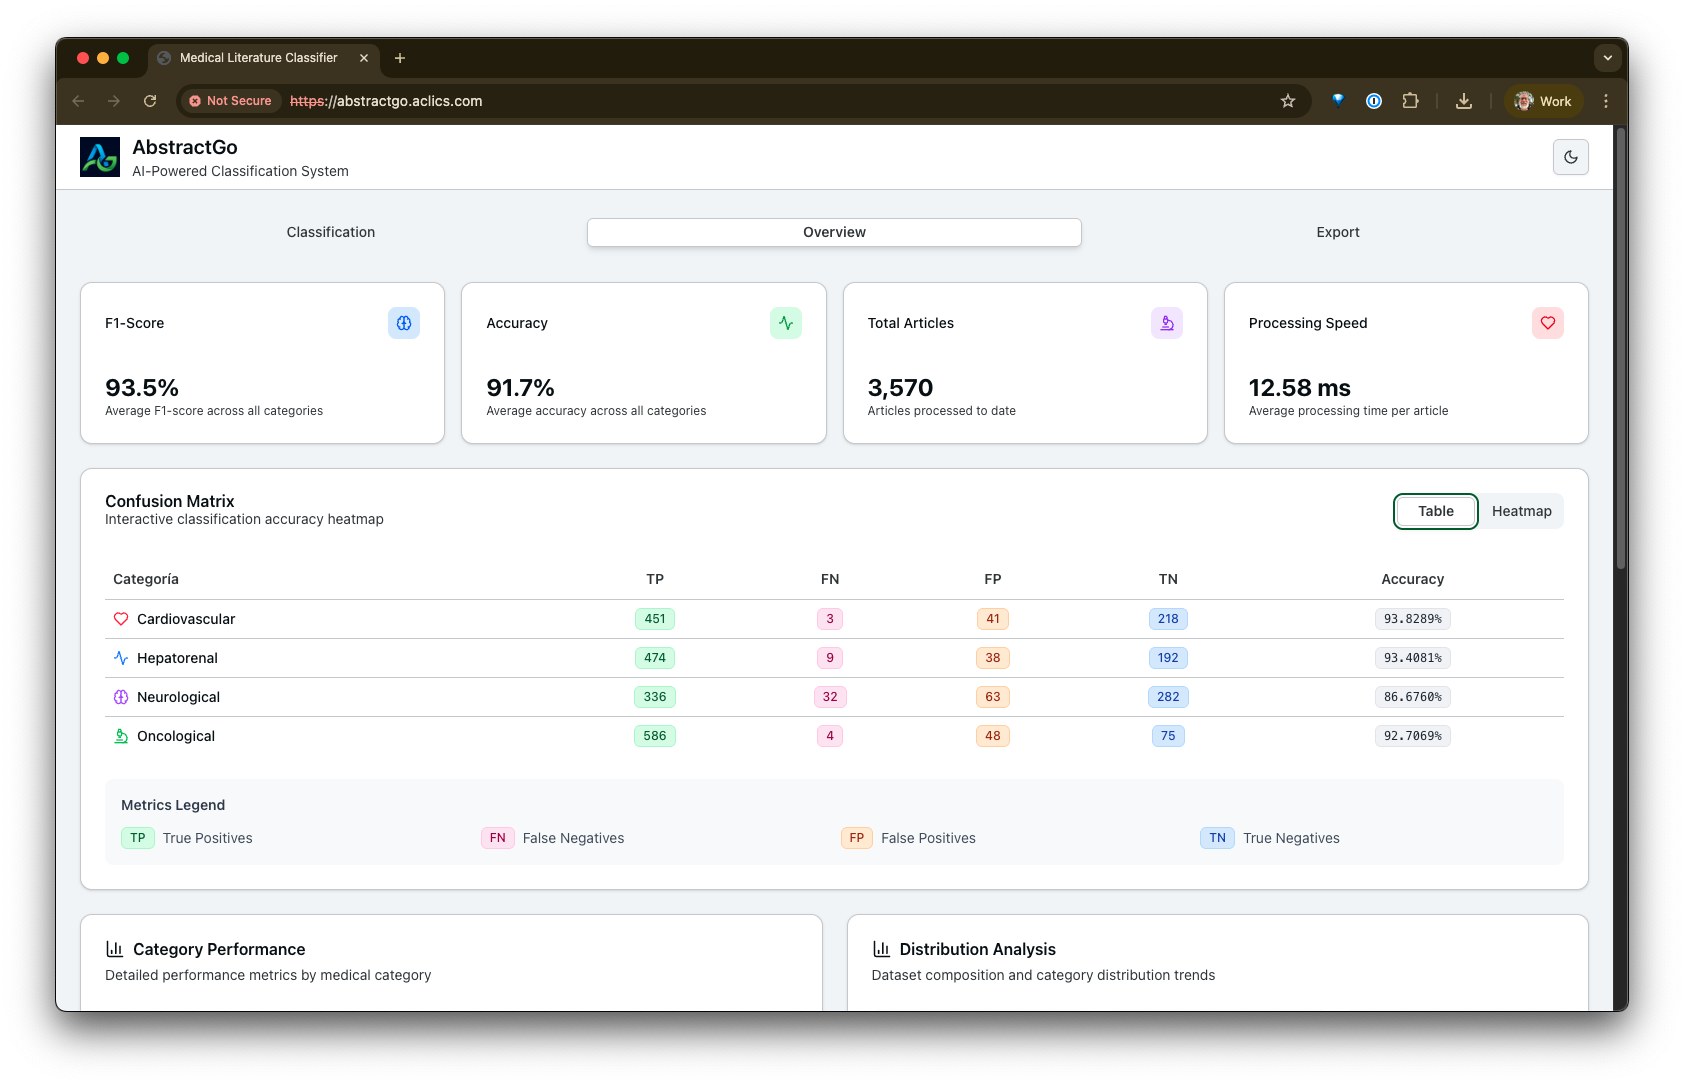 Medical Literature Classifier
Not Secure https://abstractgo.aclics.com
Work
AbstractGo
AI-Powered Classification System
Classification Overview Export
F1-Score Accuracy Total Articles Processing Speed
93.5% 91.7% 3,570 12.58 ms
Average F1-score across all categories Average accuracy across all categories Articles processed to date Average processing time per article
Confusion Matrix
Interactive classification accuracy heatmap
Table Heatmap
Categoría TP FN FP TN Accuracy
Cardiovascular 451 3 41 218 93.8289%
Hepatorenal 474 9 38 192 93.4081%
Neurological 336 32 63 282 86.6760%
Oncological 586 4 48 75 92.7069%
Metrics Legend
TP True Positives FN False Negatives FP False Positives TN True Negatives
Category Performance Distribution Analysis
Detailed performance metrics by medical category Dataset composition and category distribution trends